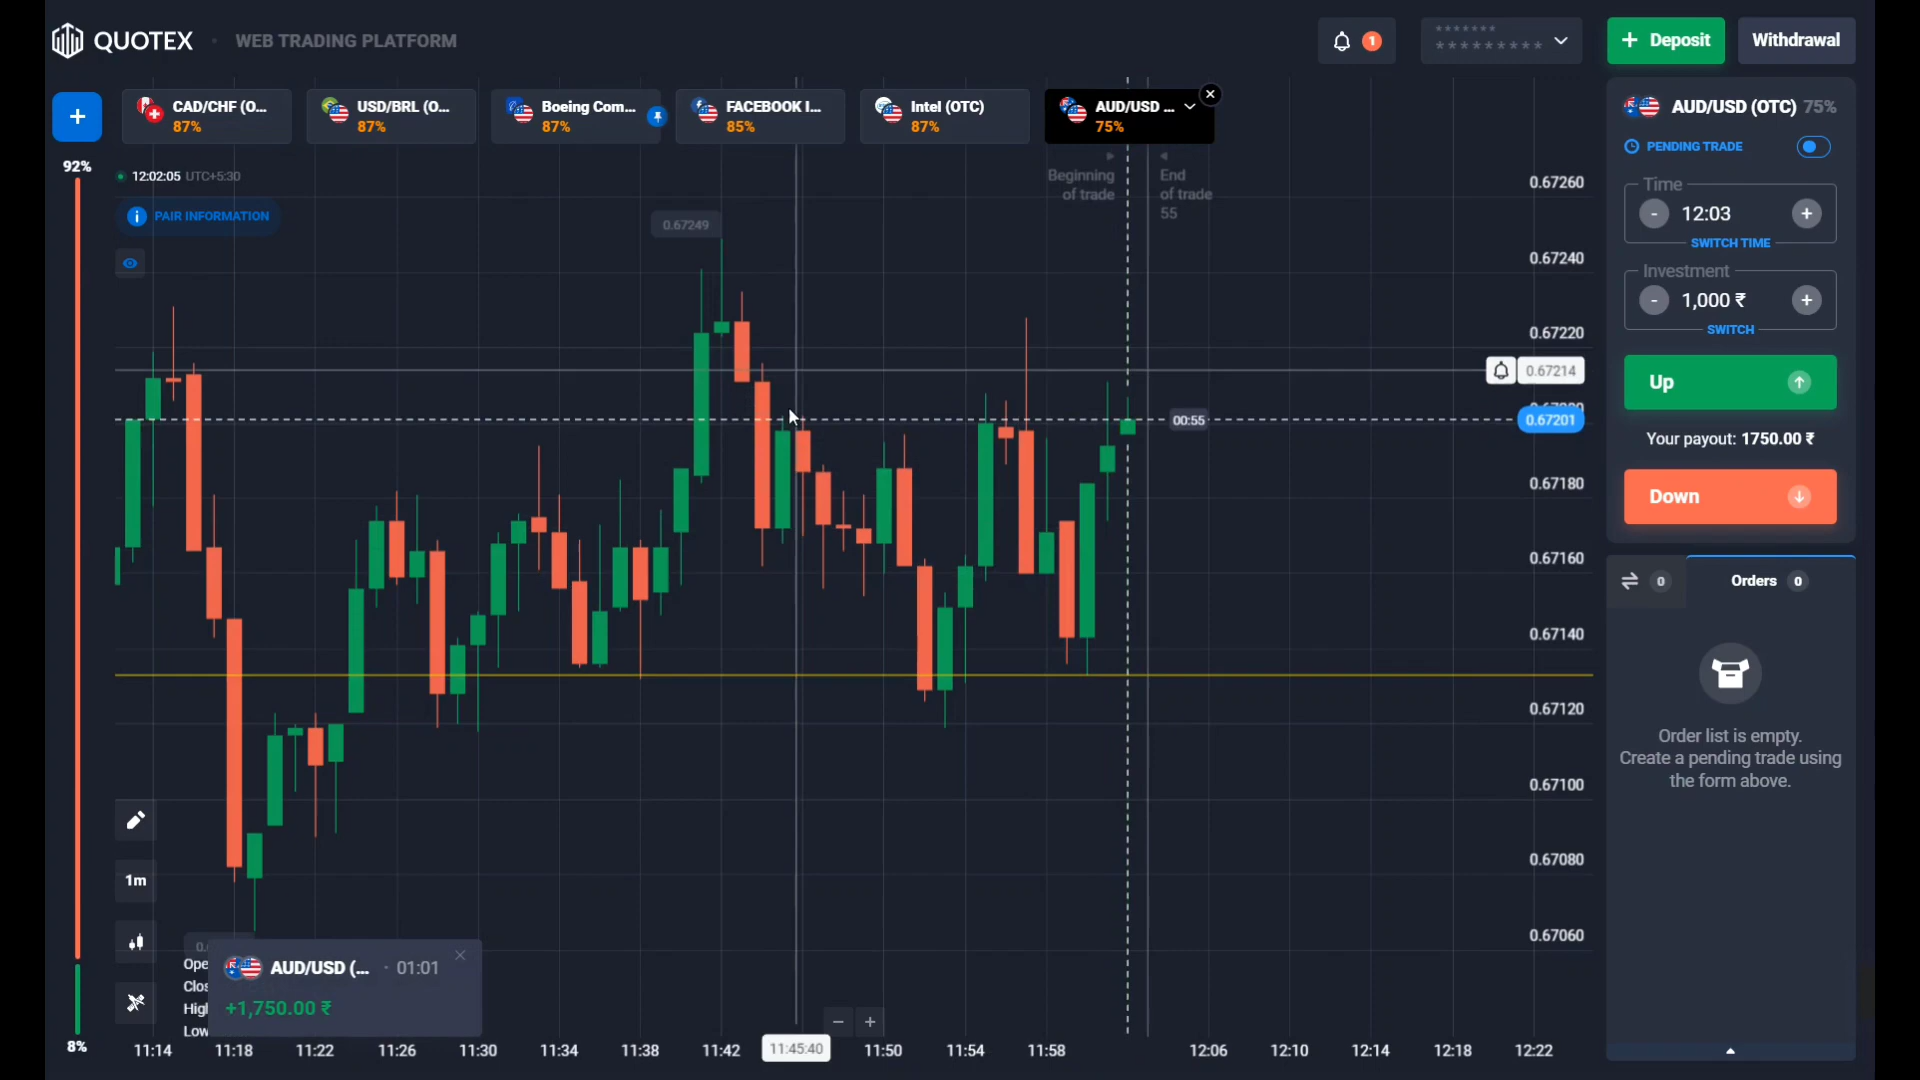 QUOTEX
WEB TRADING PLATFORM
1
*******
*********
+ Deposit
Withdrawal
+
CAD/CHF (O...
87%
USD/BRL (O...
87%
Boeing Com...
87%
FACEBOOK I...
85%
Intel (OTC)
87%
AUD/USD ...
75%
92%
12:02:05 UTC+5:30
PAIR INFORMATION
Beginning
of trade
End
of trade
55
0.67249
0.67260
0.67240
0.67220
0.67214
0.67201
00:55
0.67180
0.67160
0.67140
0.67120
0.67100
0.67080
0.67060
AUD/USD (OTC) 75%
PENDING TRADE
Time
- 12:03 +
SWITCH TIME
Investment
- 1,000 ₹ +
SWITCH
Up
Your payout: 1750.00 ₹
Down
0
Orders 0
Order list is empty.
Create a pending trade using
the form above.
1m
AUD/USD (... · 01:01
+1,750.00 ₹
8%
− +
11:14 11:18 11:22 11:26 11:30 11:34 11:38 11:42 11:45:40 11:50 11:54 11:58 12:06 12:10 12:14 12:18 12:22